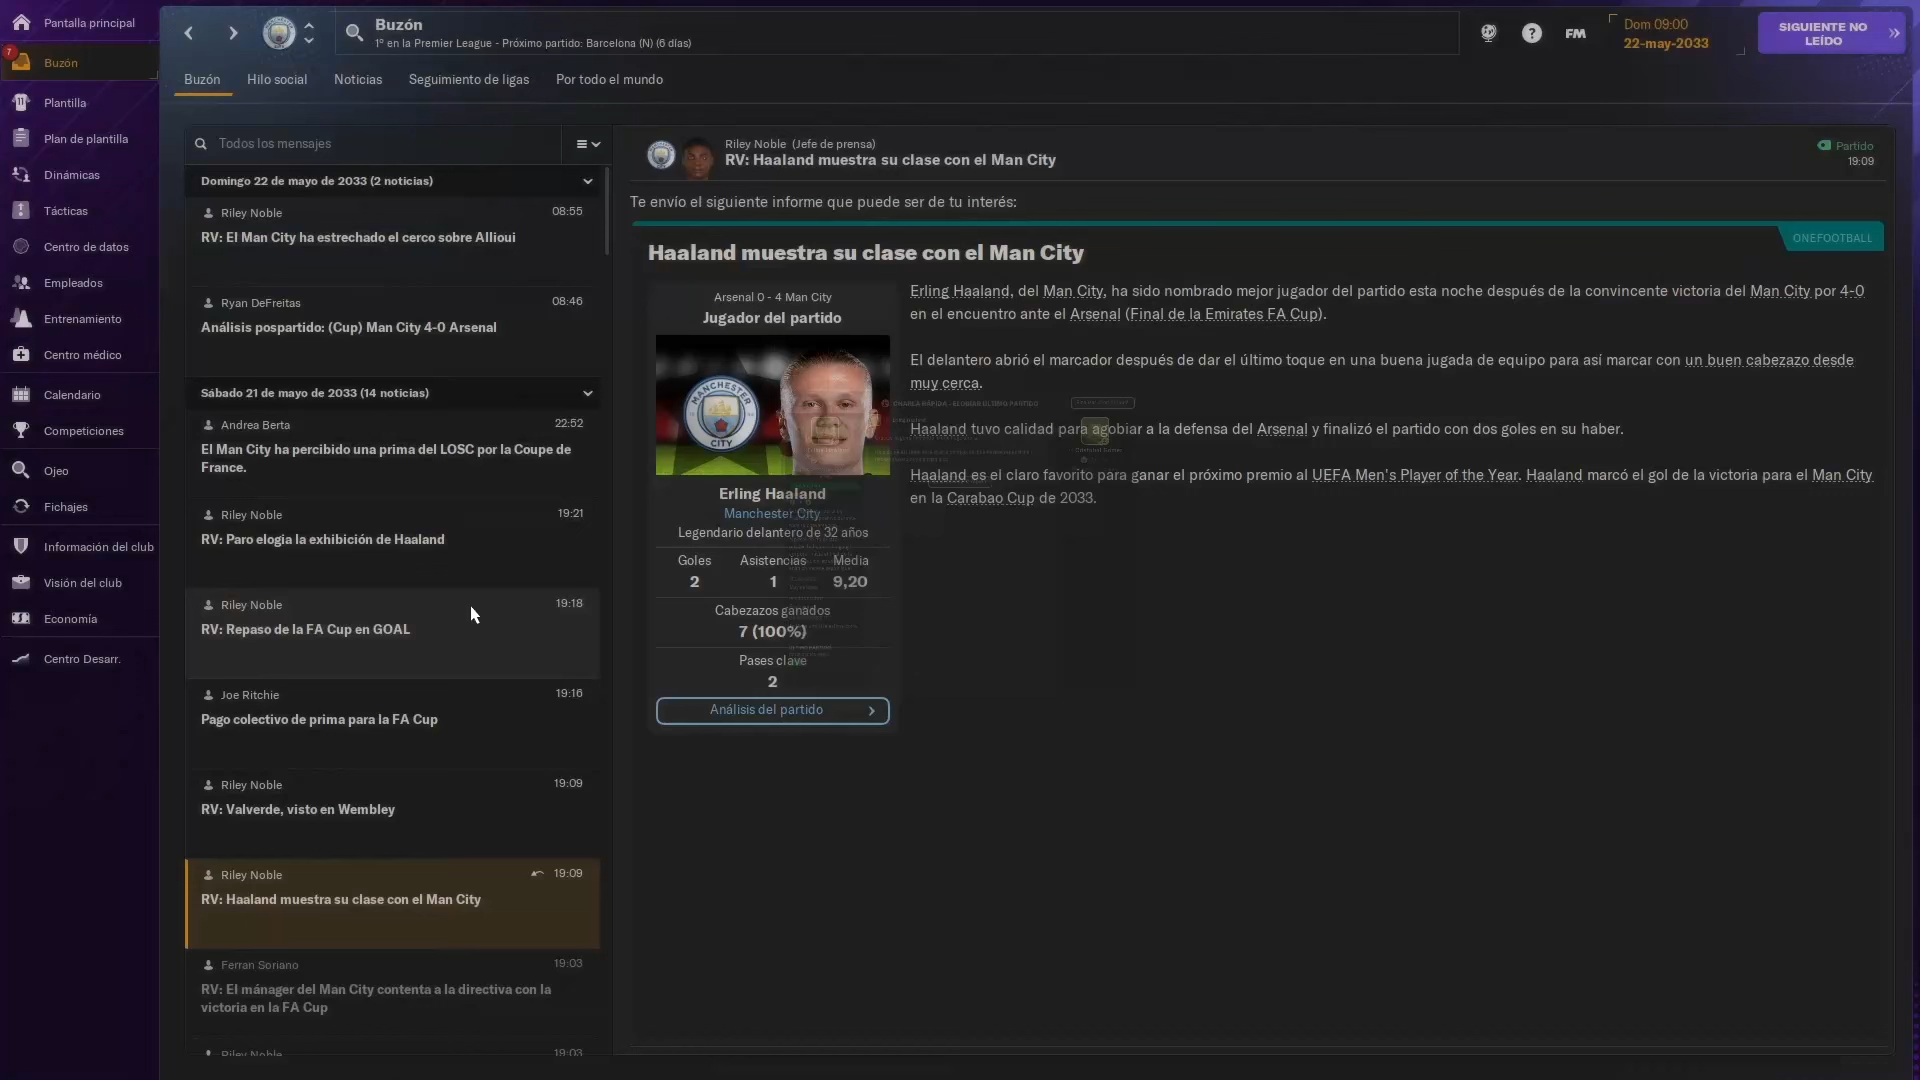 Pantalla principal
7
Buzón
Plantilla
Plan de plantilla
Dinámicas
Tácticas
Centro de datos
Empleados
Entrenamiento
Centro médico
Calendario
Competiciones
Ojeo
Fichajes
Información del club
Visión del club
Economía
Centro Desarr.
Buzón
1º en la Premier League - Próximo partido: Barcelona (N) (6 días)
?
FM
Dom 09:00
22-may-2033
SIGUIENTE NO
LEÍDO
Buzón
Hilo social
Noticias
Seguimiento de ligas
Por todo el mundo
Todos los mensajes
Domingo 22 de mayo de 2033 (2 noticias)
Riley Noble 08:55
RV: El Man City ha estrechado el cerco sobre Allioui
Ryan DeFreitas 08:46
Análisis pospartido: (Cup) Man City 4-0 Arsenal
Sábado 21 de mayo de 2033 (14 noticias)
Andrea Berta 22:52
El Man City ha percibido una prima del LOSC por la Coupe de
France.
Riley Noble 19:21
RV: Paro elogia la exhibición de Haaland
Riley Noble 19:18
RV: Repaso de la FA Cup en GOAL
Joe Ritchie 19:16
Pago colectivo de prima para la FA Cup
Riley Noble 19:09
RV: Valverde, visto en Wembley
Riley Noble 19:09
RV: Haaland muestra su clase con el Man City
Ferran Soriano 19:03
RV: El mánager del Man City contenta a la directiva con la
victoria en la FA Cup
Riley Noble 19:03
Riley Noble (Jefe de prensa)
RV: Haaland muestra su clase con el Man City
Partido
19:09
Te envío el siguiente informe que puede ser de tu interés:
ONEFOOTBALL
Haaland muestra su clase con el Man City
Arsenal 0 - 4 Man City
Jugador del partido
MANCHESTER
CITY
Erling Haaland
Manchester City
Legendario delantero de 32 años
Goles Asistencias Media
2 1 9,20
Cabezazos ganados
7 (100%)
Pases clave
2
Análisis del partido
Erling Haaland, del Man City, ha sido nombrado mejor jugador del partido esta noche después de la convincente victoria del Man City por 4-0
en el encuentro ante el Arsenal (Final de la Emirates FA Cup).
El delantero abrió el marcador después de dar el último toque en una buena jugada de equipo para así marcar con un buen cabezazo desde
muy cerca.
Haaland tuvo calidad para agobiar a la defensa del Arsenal y finalizó el partido con dos goles en su haber.
Haaland es el claro favorito para ganar el próximo premio al UEFA Men's Player of the Year. Haaland marcó el gol de la victoria para el Man City
en la Carabao Cup de 2033.